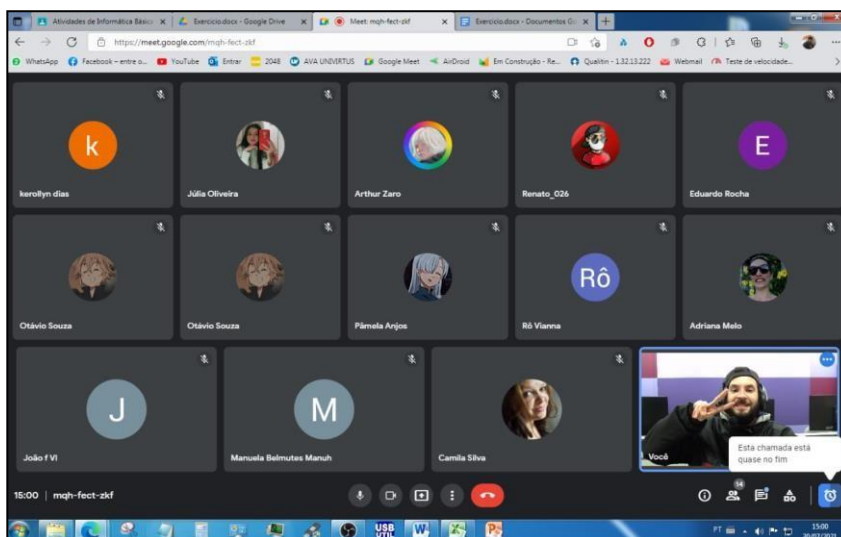 Atividades de Informática Básica
Exercicio.docx - Google Drive
Meet: mqh-fect-zkf
Exercicio.docx - Documentos Go
https://meet.google.com/mqh-fect-zkf
WhatsApp
Facebook – entre o...
YouTube
Entrar
2048
AVA UNIVIRTUS
Google Meet
AirDroid
Em Construção - Re...
Qualitin - 1.32.13.222
Webmail
Teste de velocidade...
k
E
kerollyn dias
Júlia Oliveira
Arthur Zaro
Renato_026
Eduardo Rocha
Rô
Otávio Souza
Otávio Souza
Pâmela Anjos
Rô Vianna
Adriana Melo
J
M
João f VI
Manuela Belmutes Manuh
Camila Silva
Você
Esta chamada está
quase no fim
15:00 | mqh-fect-zkf
14
USB
UTIL
PT
15:00